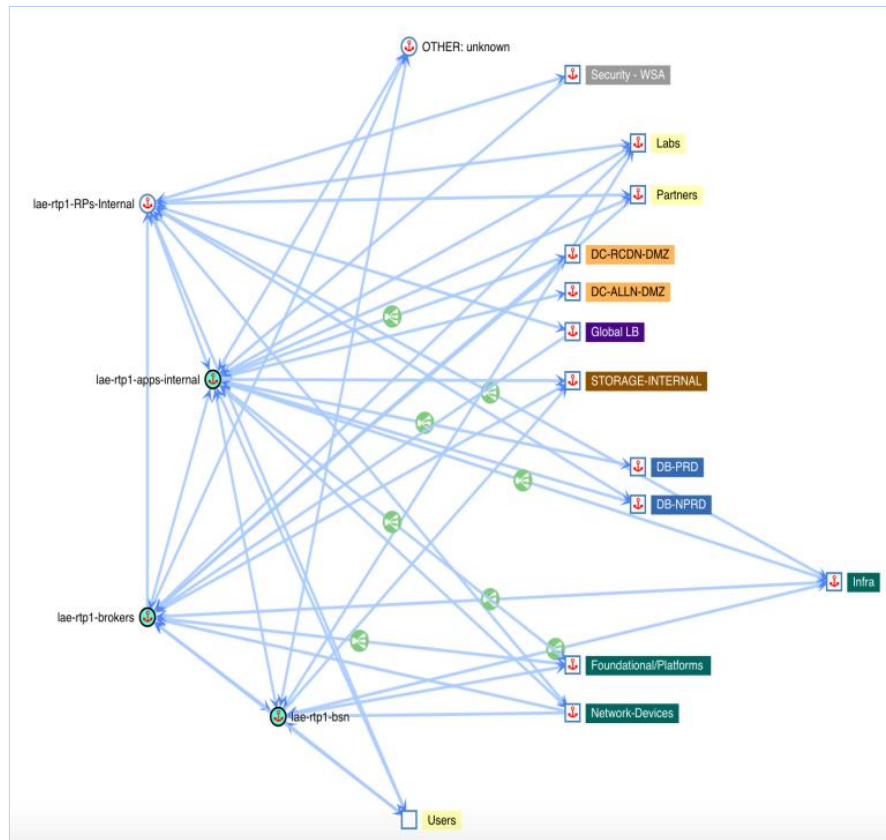 OTHER: unknown
Security - WSA
Labs
Partners
lae-rtp1-RPs-Internal
DC-RCDN-DMZ
DC-ALLN-DMZ
Global LB
lae-rtp1-apps-internal
STORAGE-INTERNAL
DB-PRD
DB-NPRD
Infra
lae-rtp1-brokers
Foundational/Platforms
Network-Devices
lae-rtp1-bsn
Users